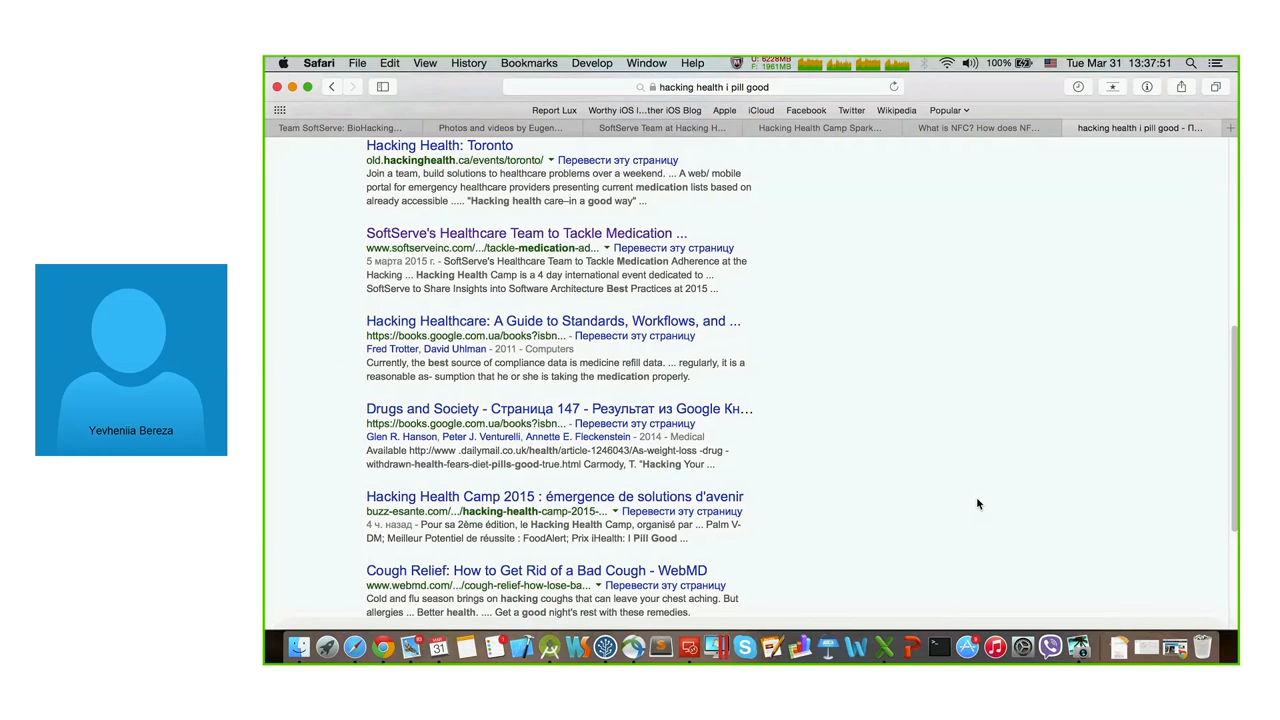 Safari File Edit View History Bookmarks Develop Window Help U: 6228MB F: 1961MB 100% Tue Mar 31 13:37:51
hacking health i pill good
Report Lux Worthy iOS I...ther iOS Blog Apple iCloud Facebook Twitter Wikipedia Popular
Team SoftServe: BioHacking... Photos and videos by Eugen... SoftServe Team at Hacking H... Hacking Health Camp Spark... What is NFC? How does NF... hacking health i pill good - П...
Hacking Health: Toronto
old.hackinghealth.ca/events/toronto/ Перевести эту страницу
Join a team, build solutions to healthcare problems over a weekend. ... A web/ mobile
portal for emergency healthcare providers presenting current medication lists based on
already accessible ..... "Hacking health care–in a good way" ...
SoftServe's Healthcare Team to Tackle Medication ...
www.softserveinc.com/.../tackle-medication-ad... Перевести эту страницу
5 марта 2015 г. - SoftServe's Healthcare Team to Tackle Medication Adherence at the
Hacking ... Hacking Health Camp is a 4 day international event dedicated to ...
SoftServe to Share Insights into Software Architecture Best Practices at 2015 ...
Hacking Healthcare: A Guide to Standards, Workflows, and ...
https://books.google.com.ua/books?isbn... - Перевести эту страницу
Fred Trotter, David Uhlman - 2011 - Computers
Currently, the best source of compliance data is medicine refill data. ... regularly, it is a
reasonable as- sumption that he or she is taking the medication properly.
Drugs and Society - Страница 147 - Результат из Google Кн...
https://books.google.com.ua/books?isbn... - Перевести эту страницу
Glen R. Hanson, Peter J. Venturelli, Annette E. Fleckenstein - 2014 - Medical
Available http://www .dailymail.co.uk/health/article-1246043/As-weight-loss -drug -
withdrawn-health-fears-diet-pills-good-true.html Carmody, T. "Hacking Your ...
Yevheniia Bereza
Hacking Health Camp 2015 : émergence de solutions d'avenir
buzz-esante.com/.../hacking-health-camp-2015-... Перевести эту страницу
4 ч. назад - Pour sa 2ème édition, le Hacking Health Camp, organisé par ... Palm V-
DM; Meilleur Potentiel de réussite : FoodAlert; Prix iHealth: I Pill Good ...
Cough Relief: How to Get Rid of a Bad Cough - WebMD
www.webmd.com/.../cough-relief-how-lose-ba... Перевести эту страницу
Cold and flu season brings on hacking coughs that can leave your chest aching. But
allergies ... Better health. .... Get a good night's rest with these remedies.